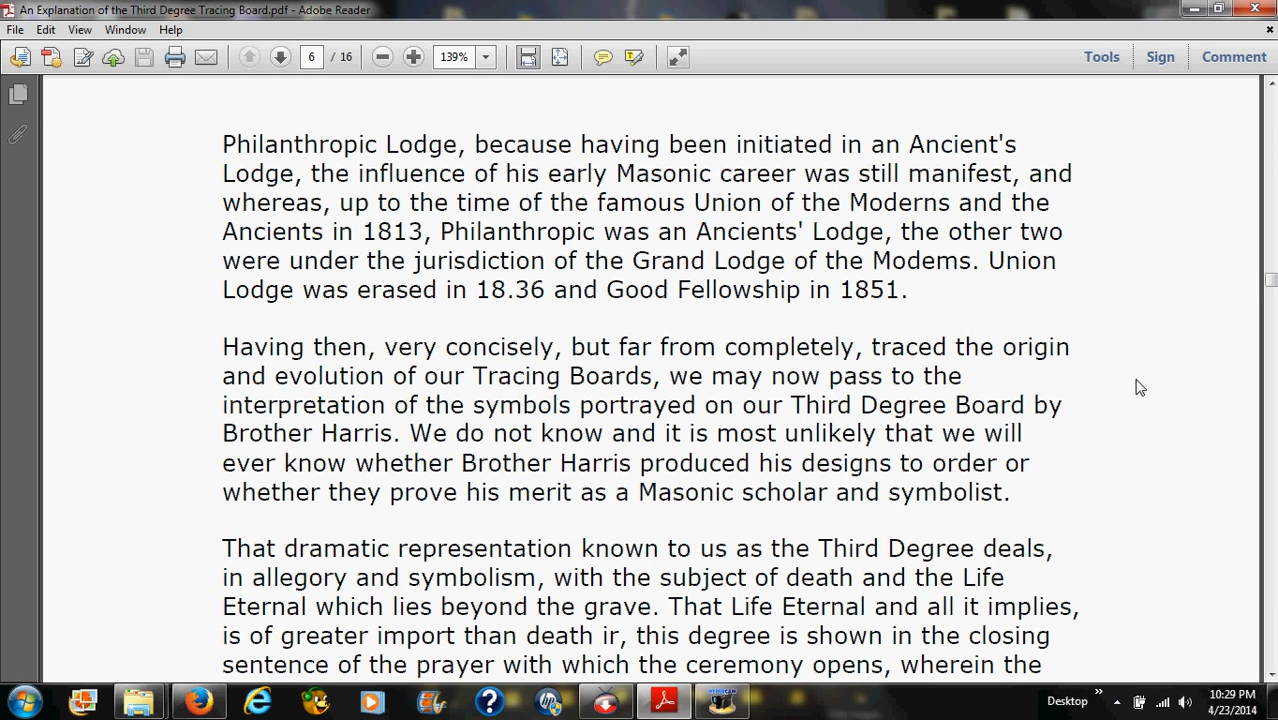 An Explanation of the Third Degree Tracing Board.pdf - Adobe Reader
File Edit View Window Help
6 / 16 139% Tools Sign Comment
Philanthropic Lodge, because having been initiated in an Ancient's
Lodge, the influence of his early Masonic career was still manifest, and
whereas, up to the time of the famous Union of the Moderns and the
Ancients in 1813, Philanthropic was an Ancients' Lodge, the other two
were under the jurisdiction of the Grand Lodge of the Modems. Union
Lodge was erased in 18.36 and Good Fellowship in 1851.
Having then, very concisely, but far from completely, traced the origin
and evolution of our Tracing Boards, we may now pass to the
interpretation of the symbols portrayed on our Third Degree Board by
Brother Harris. We do not know and it is most unlikely that we will
ever know whether Brother Harris produced his designs to order or
whether they prove his merit as a Masonic scholar and symbolist.
That dramatic representation known to us as the Third Degree deals,
in allegory and symbolism, with the subject of death and the Life
Eternal which lies beyond the grave. That Life Eternal and all it implies,
is of greater import than death ir, this degree is shown in the closing
sentence of the prayer with which the ceremony opens, wherein the
Desktop 10:29 PM
4/23/2014